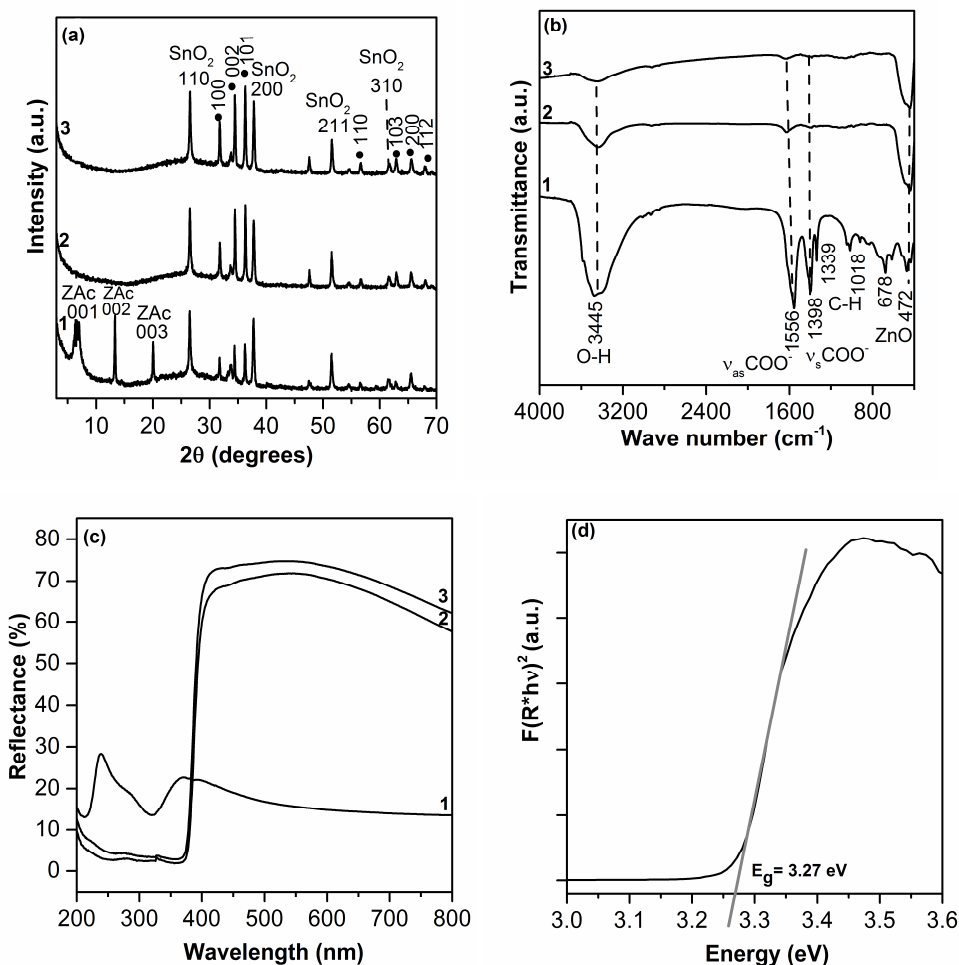 (a)
SnO2
110
100
002
101
SnO2
200
SnO2
211
110
SnO2
310
103
200
112
3
2
1
ZAc
001
ZAc
002
ZAc
003
Intensity (a.u.)
10 20 30 40 50 60 70
2θ (degrees)
(b)
3
2
1
3445
O-H
1556
νasCOO-
1398
νsCOO-
1339
C-H
1018
678
472
ZnO
Transmittance (a.u.)
4000 3200 2400 1600 800
Wave number (cm-1)
(c)
80
70
60
50
40
30
20
10
0
3
2
1
Reflectance (%)
200 300 400 500 600 700 800
Wavelength (nm)
(d)
F(R*hν)2 (a.u.)
Eg= 3.27 eV
3.0 3.1 3.2 3.3 3.4 3.5 3.6
Energy (eV)